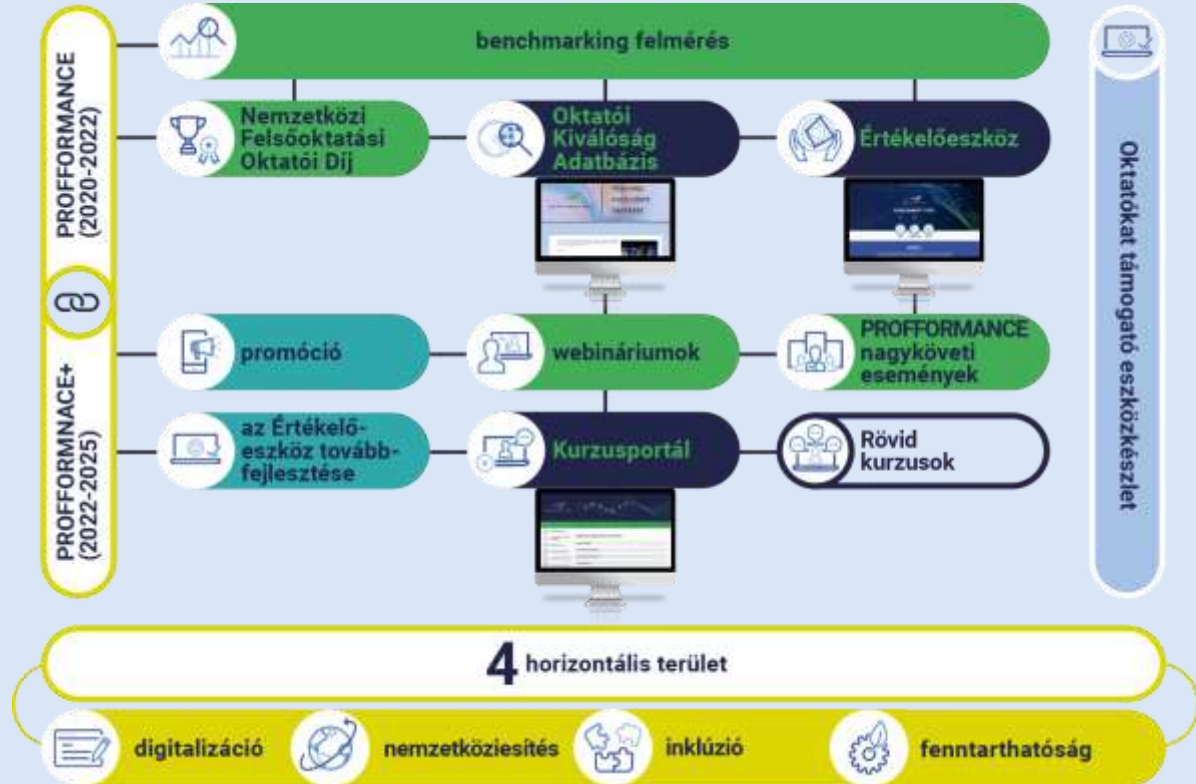 PROFFORMANCE
(2020-2022)
benchmarking felmérés
Nemzetközi
Felsőoktatási
Oktatói Díj
Oktatói
Kiválóság
Adatbázis
Értékelőeszköz
PROFFORMNACE+
(2022-2025)
promóció
webináriumok
PROFFORMANCE
nagyköveti
események
az Értékelő-
eszköz tovább-
fejlesztése
Kurzusportál
Rövid
kurzusok
Oktatókat támogató eszközkészlet
4 horizontális terület
digitalizáció
nemzetköziesítés
inklúzió
fenntarthatóság